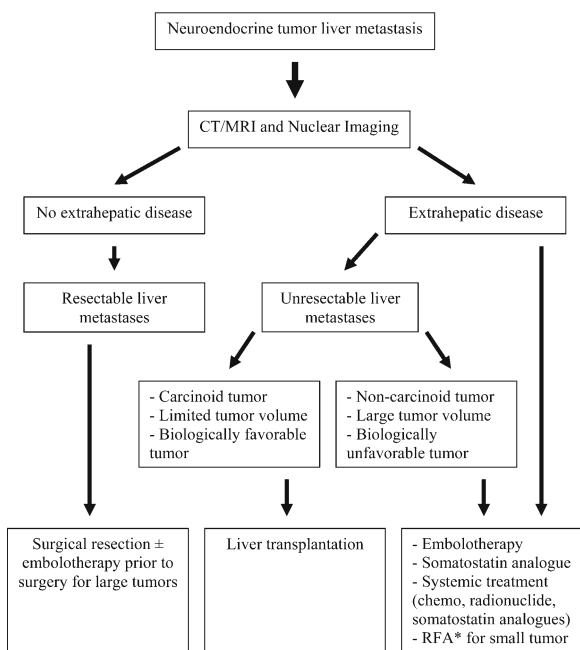 Neuroendocrine tumor liver metastasis
CT/MRI and Nuclear Imaging
No extrahepatic disease
Extrahepatic disease
Resectable liver
metastases
Unresectable liver
metastases
- Carcinoid tumor
- Limited tumor volume
- Biologically favorable
tumor
- Non-carcinoid tumor
- Large tumor volume
- Biologically
unfavorable tumor
Surgical resection ±
embolotherapy prior to
surgery for large tumors
Liver transplantation
- Embolotherapy
- Somatostatin analogue
- Systemic treatment
(chemo, radionuclide,
somatostatin analogues)
- RFA* for small tumor